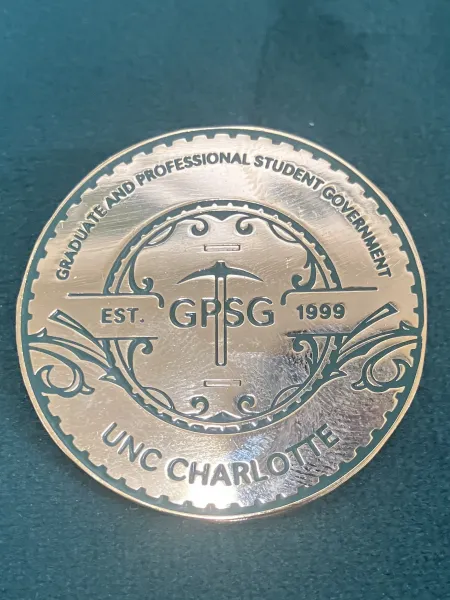 GRADUATE AND PROFESSIONAL STUDENT GOVERNMENT
EST. GPSG 1999
UNC CHARLOTTE